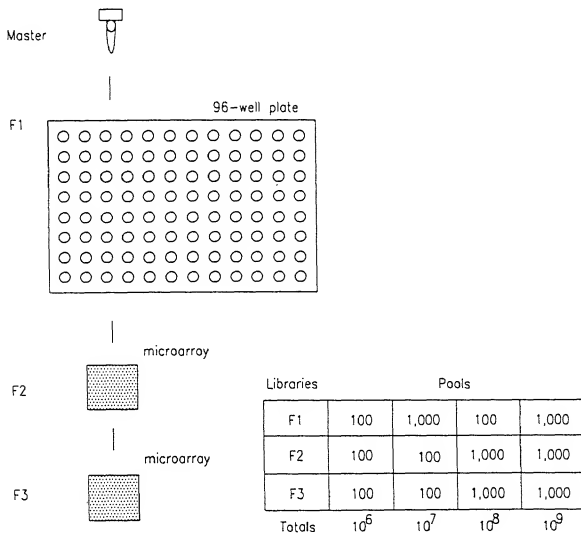 Master
96-well plate
F1
microarray
F2
microarray
F3
Libraries Pools
F1 100 1,000 100 1,000
F2 100 100 1,000 1,000
F3 100 100 1,000 1,000
Totals 10^6 10^7 10^8 10^9